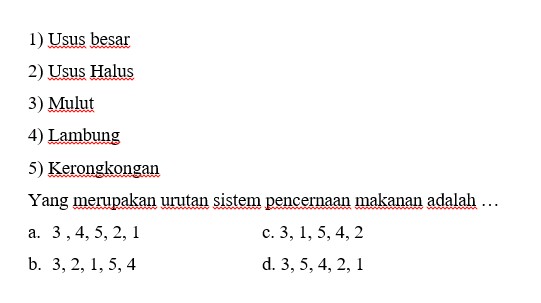 1) Usus besar
2) Usus Halus
3) Mulut
4) Lambung
5) Kerongkongan
Yang merupakan urutan sistem pencernaan makanan adalah …
a. 3 , 4, 5, 2, 1 c. 3, 1, 5, 4, 2
b. 3, 2, 1, 5, 4 d. 3, 5, 4, 2, 1